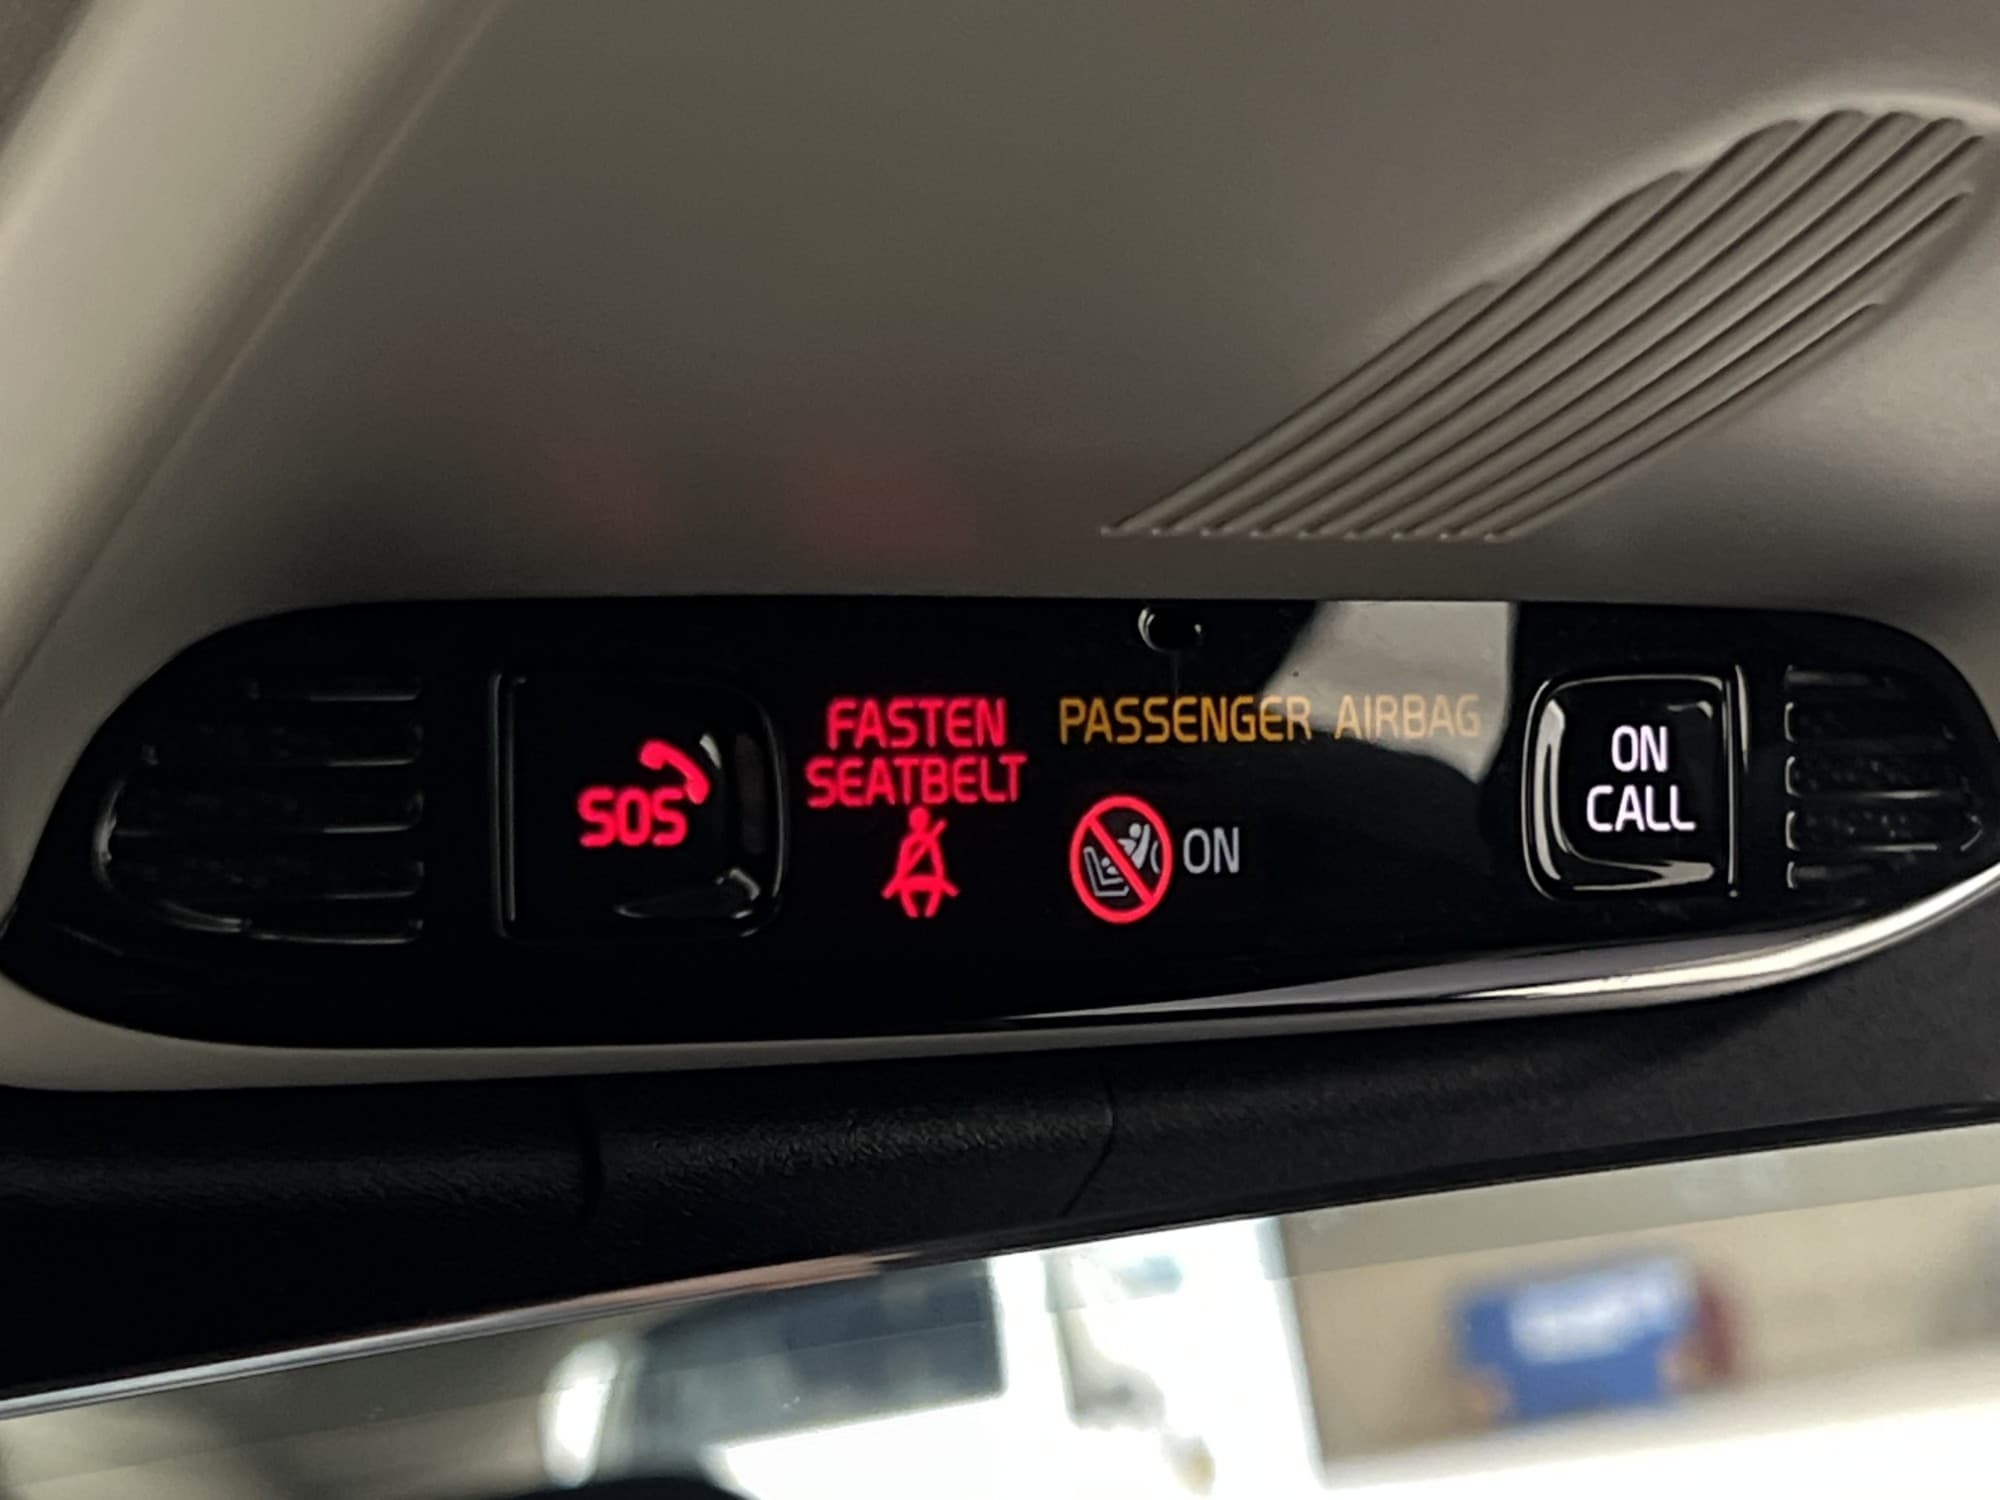 SOS
FASTEN
SEATBELT
PASSENGER AIRBAG
ON
ON
CALL